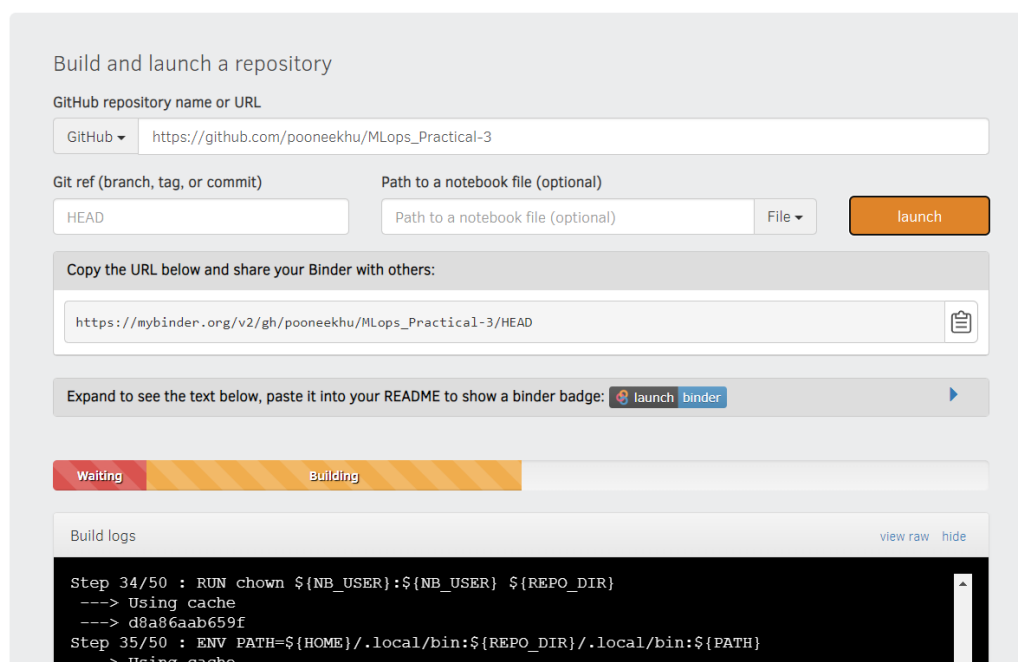 Build and launch a repository
GitHub repository name or URL
GitHub https://github.com/pooneekhu/MLops_Practical-3
Git ref (branch, tag, or commit) Path to a notebook file (optional)
HEAD Path to a notebook file (optional) File launch
Copy the URL below and share your Binder with others:
https://mybinder.org/v2/gh/pooneekhu/MLops_Practical-3/HEAD
Expand to see the text below, paste it into your README to show a binder badge: launch binder
Waiting Building
Build logs view raw hide
Step 34/50 : RUN chown ${NB_USER}:${NB_USER} ${REPO_DIR}
---> Using cache
---> d8a86aab659f
Step 35/50 : ENV PATH=${HOME}/.local/bin:${REPO_DIR}/.local/bin:${PATH}
---> Using cache